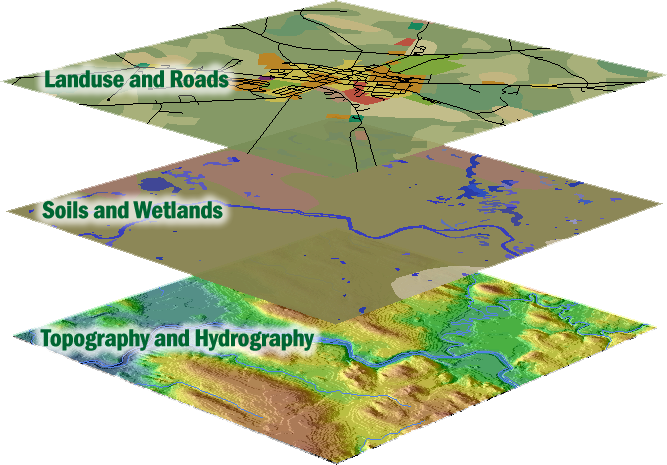 Landuse and Roads
Soils and Wetlands
Topography and Hydrography